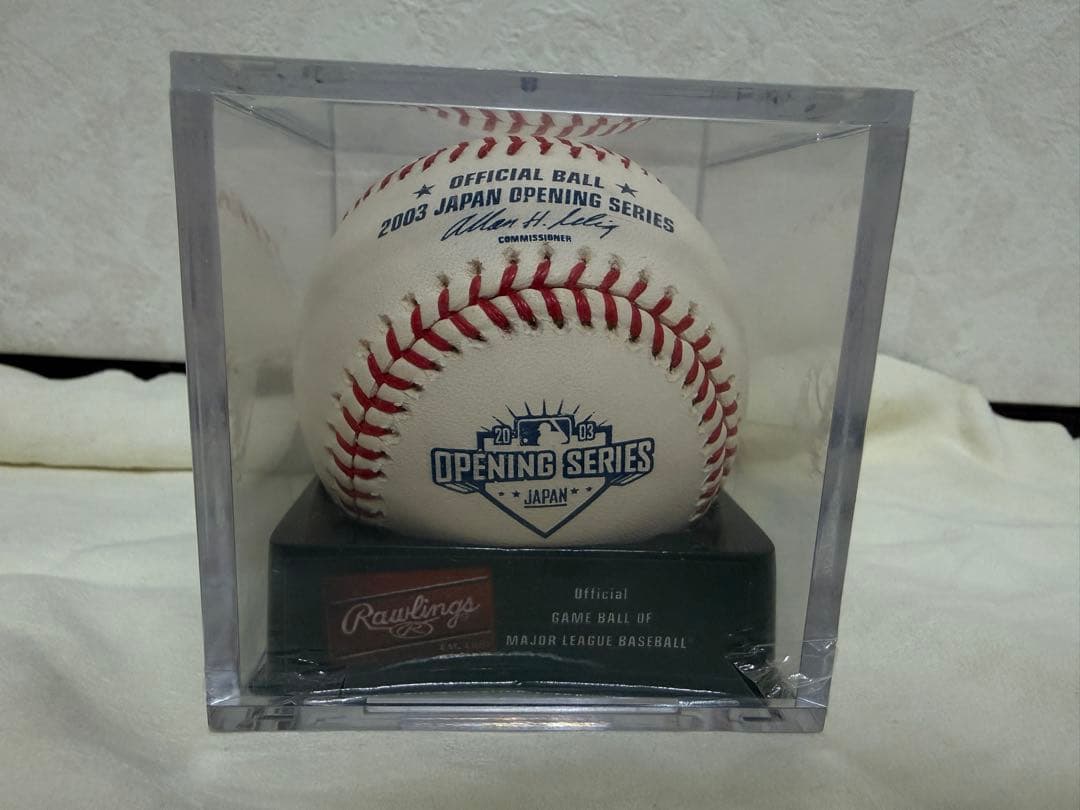 ★ OFFICIAL BALL ★
2003 JAPAN OPENING SERIES
Allan H. Selig
COMMISSIONER
20 03
OPENING SERIES
★ ★ JAPAN ★ ★
Rawlings
R
Official
GAME BALL OF
MAJOR LEAGUE BASEBALL